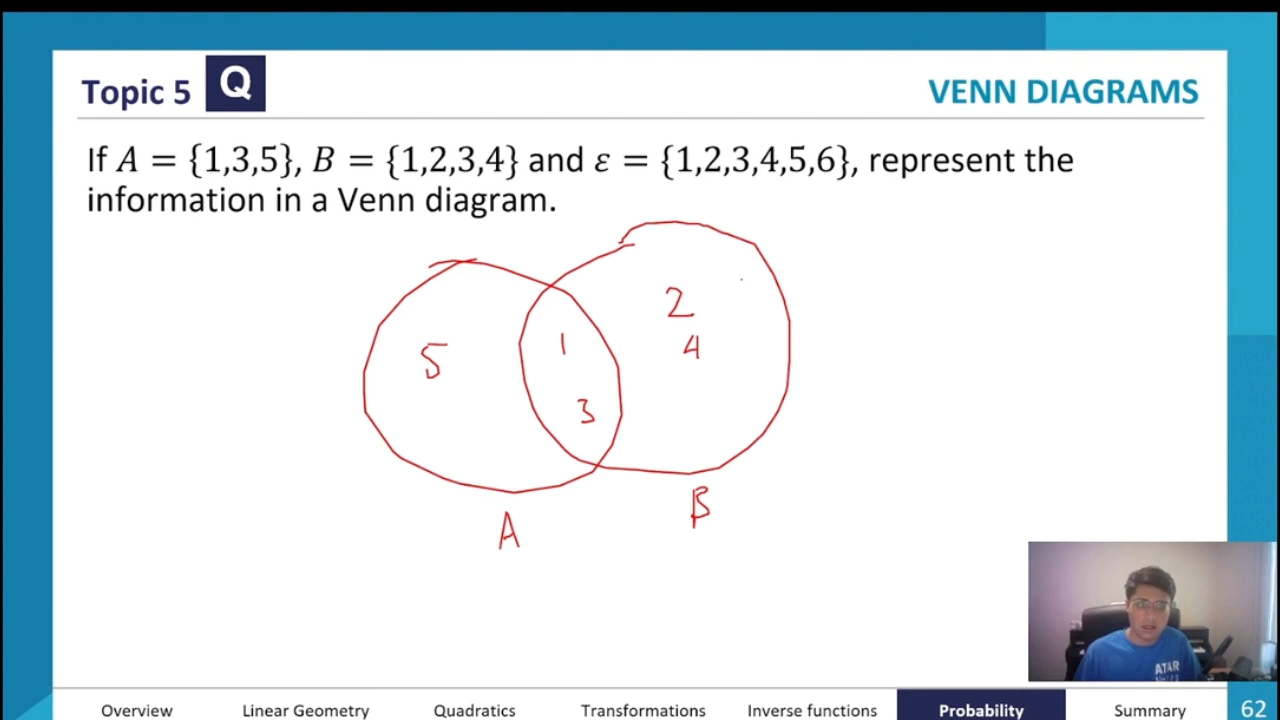 Topic 5 Q
VENN DIAGRAMS
If A = {1,3,5}, B = {1,2,3,4} and ε = {1,2,3,4,5,6}, represent the
information in a Venn diagram.
2
5 1 4
3
A B
ATAR
Overview Linear Geometry Quadratics Transformations Inverse functions Probability Summary 62